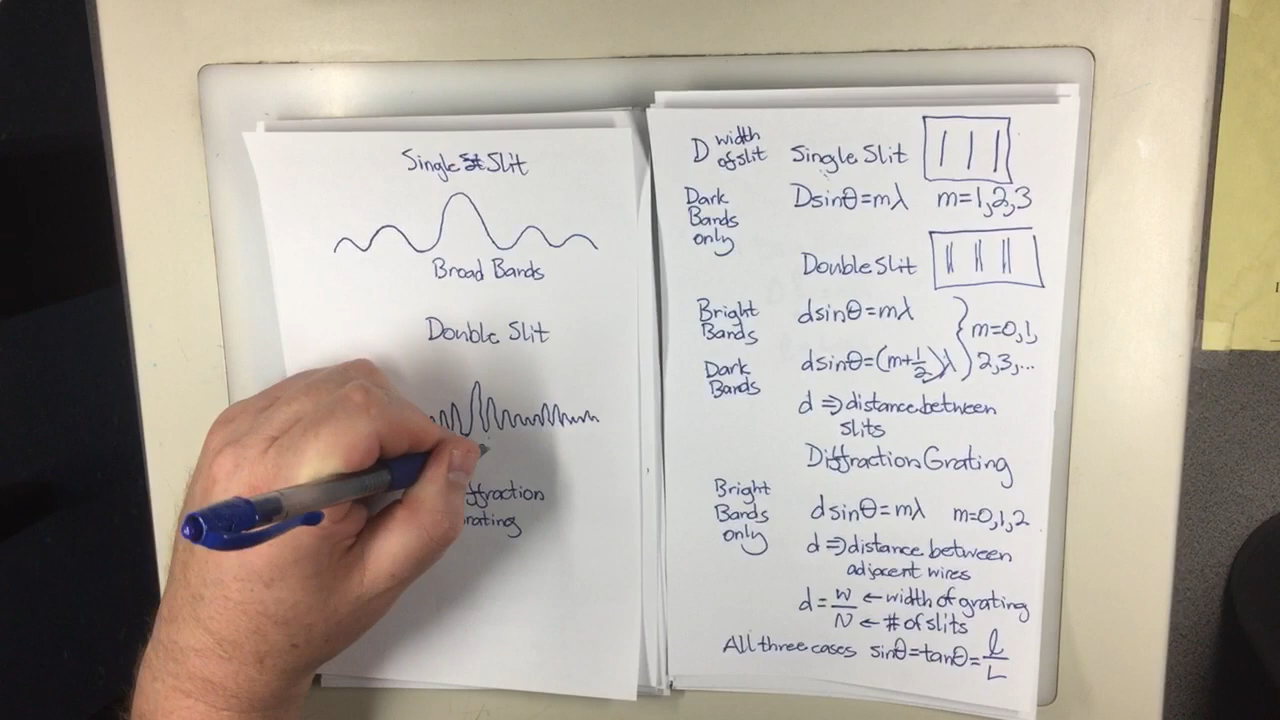 Single Slit
Broad Bands
Double Slit
D width
of slit
Single Slit
Dark
Bands
only
Dsinθ=mλ m=1,2,3
Double Slit
Bright
Bands
dsinθ=mλ
Dark
Bands
dsinθ=(m+1/2)λ
} m=0,1,
2,3,...
d ⇒ distance between
slits
Diffraction Grating
Bright
Bands
only
dsinθ=mλ m=0,1,2
d ⇒ distance between
adjacent wires
d = W/N ← width of grating
← # of slits
All three cases sinθ=tanθ=l/L